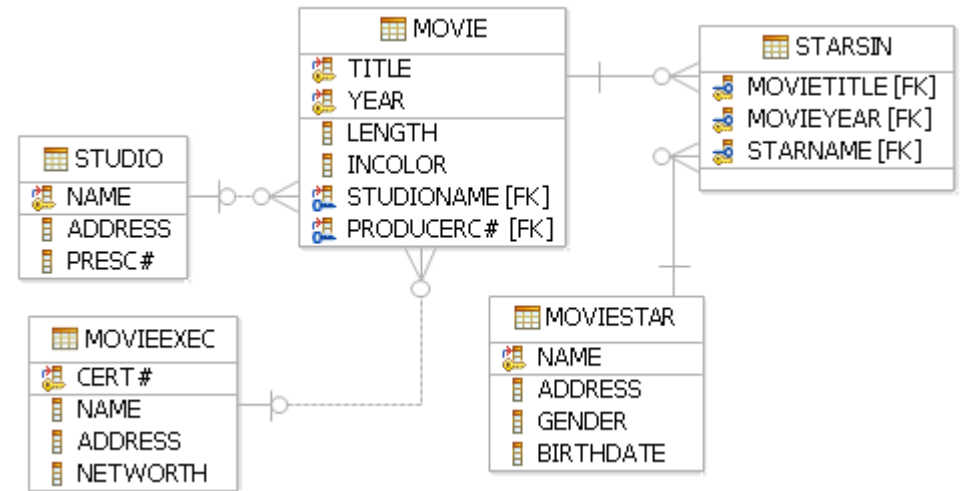 MOVIE
TITLE
YEAR
LENGTH
INCOLOR
STUDIONAME [FK]
PRODUCERC# [FK]
STARSIN
MOVIETITLE [FK]
MOVIEYEAR [FK]
STARNAME [FK]
STUDIO
NAME
ADDRESS
PRESC#
MOVIEEXEC
CERT#
NAME
ADDRESS
NETWORTH
MOVIESTAR
NAME
ADDRESS
GENDER
BIRTHDATE